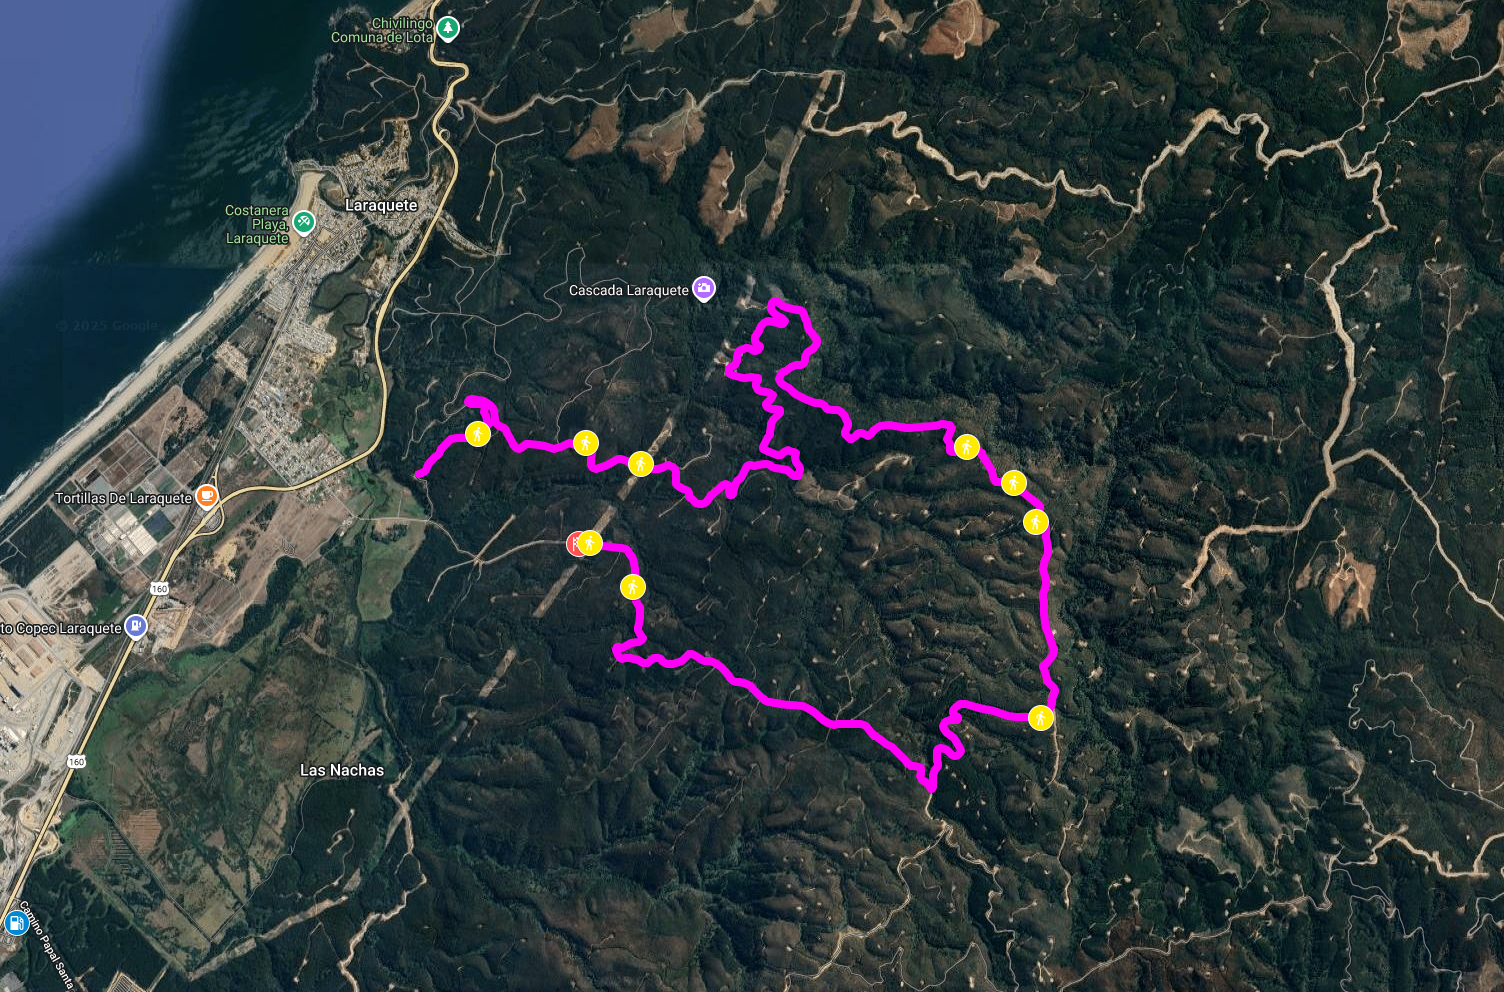 Chivilingo
Comuna de Lota
Laraquete
Costanera
Playa,
Laraquete
Cascada Laraquete
© 2025 Google
Tortillas De Laraquete
160
to Copec Laraquete
160
Las Nachas
Camino Papal Santa